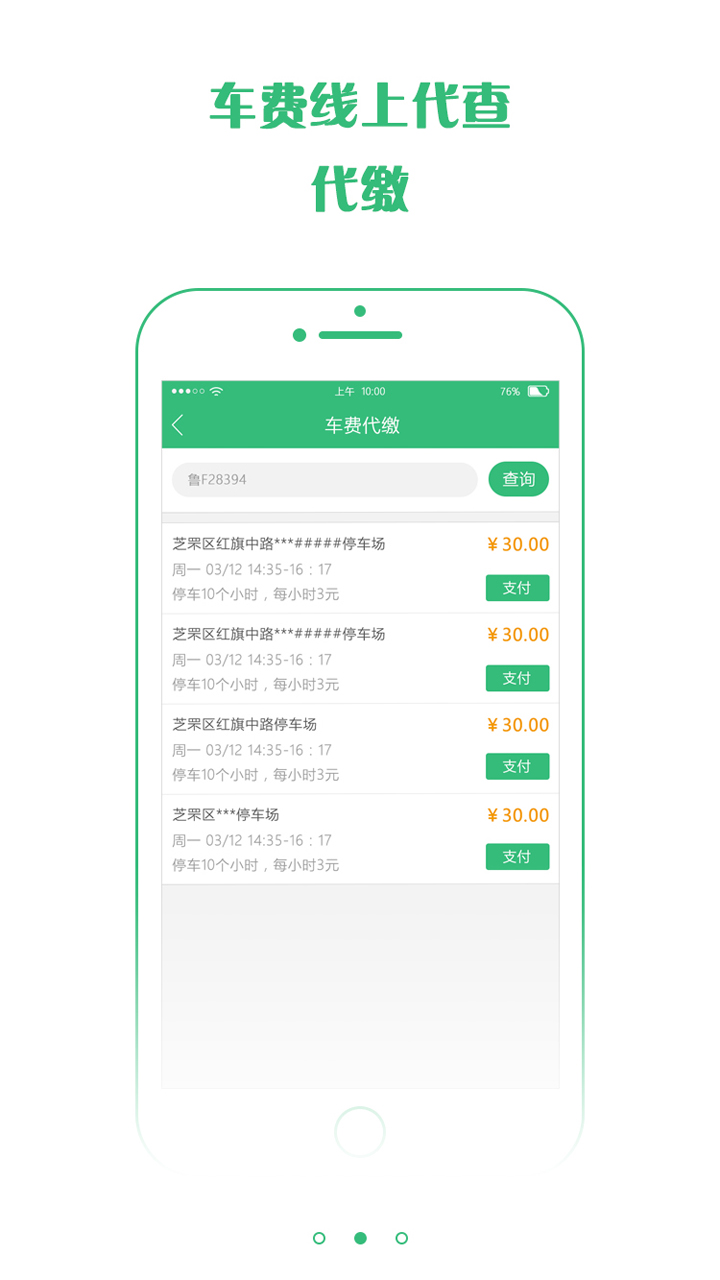 车费线上代查
代缴
上午 10:00
76%
车费代缴
鲁F28394
查询
芝罘区红旗中路***#####停车场
¥30.00
周一 03/12 14:35-16：17
停车10个小时，每小时3元
支付
芝罘区红旗中路***#####停车场
¥30.00
周一 03/12 14:35-16：17
停车10个小时，每小时3元
支付
芝罘区红旗中路停车场
¥30.00
周一 03/12 14:35-16：17
停车10个小时，每小时3元
支付
芝罘区***停车场
¥30.00
周一 03/12 14:35-16：17
停车10个小时，每小时3元
支付